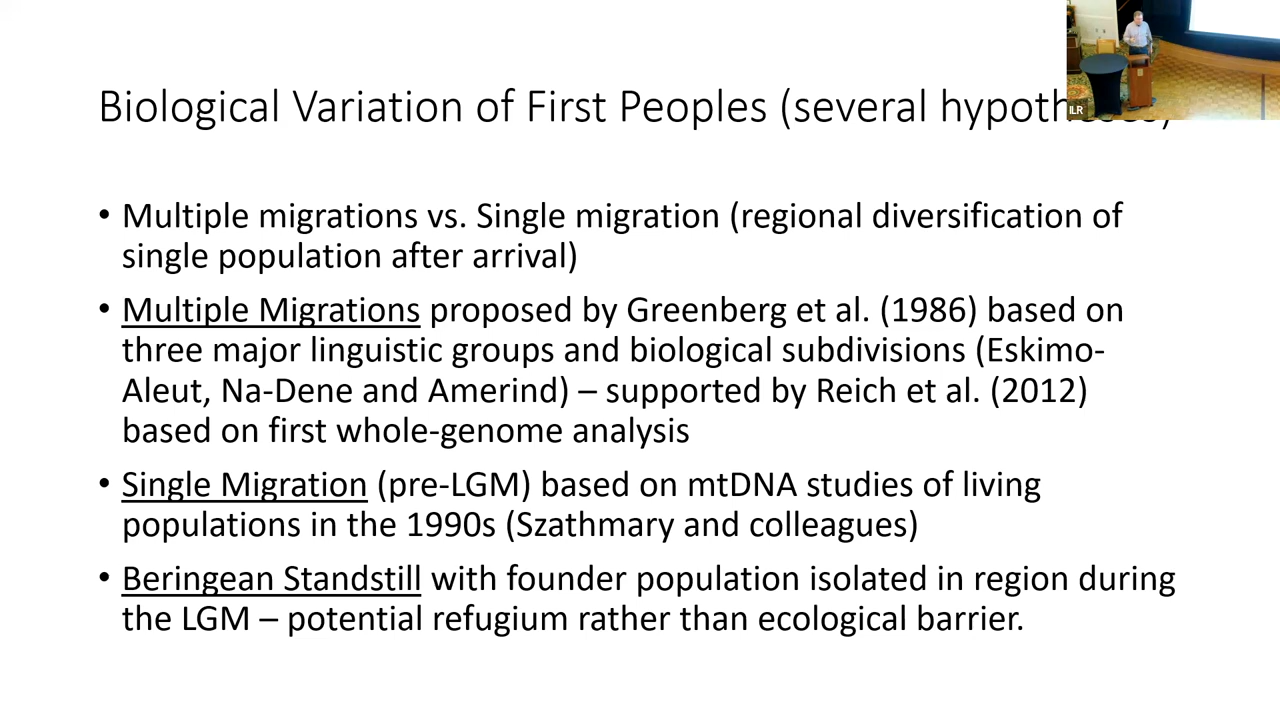 Biological Variation of First Peoples (several
ILR
• Multiple migrations vs. Single migration (regional diversification of
single population after arrival)
• Multiple Migrations proposed by Greenberg et al. (1986) based on
three major linguistic groups and biological subdivisions (Eskimo-
Aleut, Na-Dene and Amerind) – supported by Reich et al. (2012)
based on first whole-genome analysis
• Single Migration (pre-LGM) based on mtDNA studies of living
populations in the 1990s (Szathmary and colleagues)
• Beringean Standstill with founder population isolated in region during
the LGM – potential refugium rather than ecological barrier.